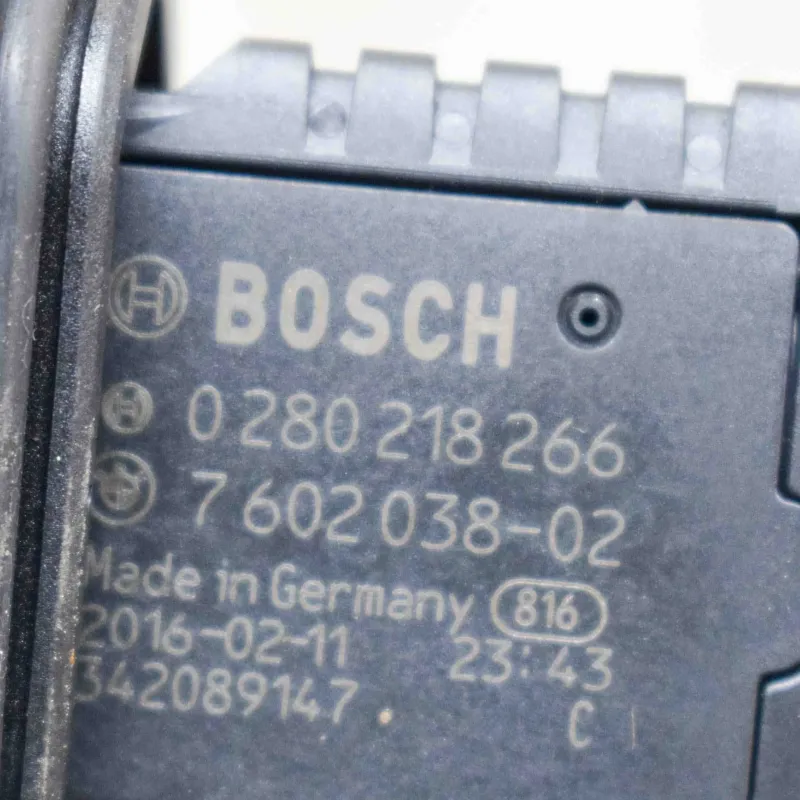 BOSCH
0 280 218 266
7 602 038-02
Made in Germany 816
2016-02-11 23:43
342089147 C